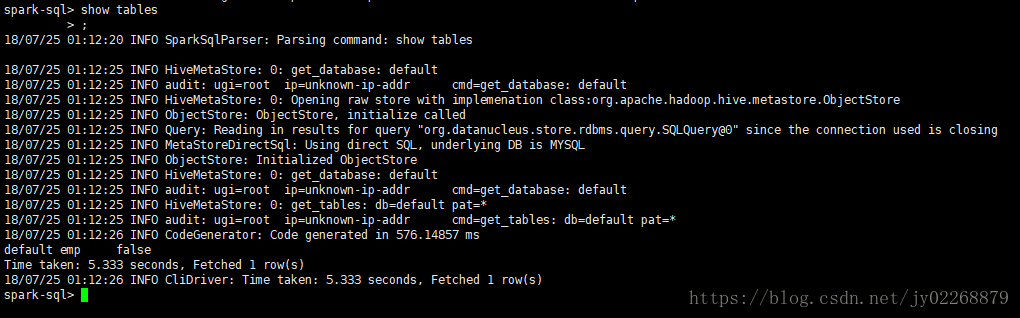 spark-sql> show tables
> ;
18/07/25 01:12:20 INFO SparkSqlParser: Parsing command: show tables
18/07/25 01:12:25 INFO HiveMetaStore: 0: get_database: default
18/07/25 01:12:25 INFO audit: ugi=root ip=unknown-ip-addr cmd=get_database: default
18/07/25 01:12:25 INFO HiveMetaStore: 0: Opening raw store with implemenation class:org.apache.hadoop.hive.metastore.ObjectStore
18/07/25 01:12:25 INFO ObjectStore: ObjectStore, initialize called
18/07/25 01:12:25 INFO Query: Reading in results for query "org.datanucleus.store.rdbms.query.SQLQuery@0" since the connection used is closing
18/07/25 01:12:25 INFO MetaStoreDirectSql: Using direct SQL, underlying DB is MYSQL
18/07/25 01:12:25 INFO ObjectStore: Initialized ObjectStore
18/07/25 01:12:25 INFO HiveMetaStore: 0: get_database: default
18/07/25 01:12:25 INFO audit: ugi=root ip=unknown-ip-addr cmd=get_database: default
18/07/25 01:12:25 INFO HiveMetaStore: 0: get_tables: db=default pat=*
18/07/25 01:12:25 INFO audit: ugi=root ip=unknown-ip-addr cmd=get_tables: db=default pat=*
18/07/25 01:12:26 INFO CodeGenerator: Code generated in 576.14857 ms
default emp false
Time taken: 5.333 seconds, Fetched 1 row(s)
18/07/25 01:12:26 INFO CliDriver: Time taken: 5.333 seconds, Fetched 1 row(s)
spark-sql>
https://blog.csdn.net/jy02268879